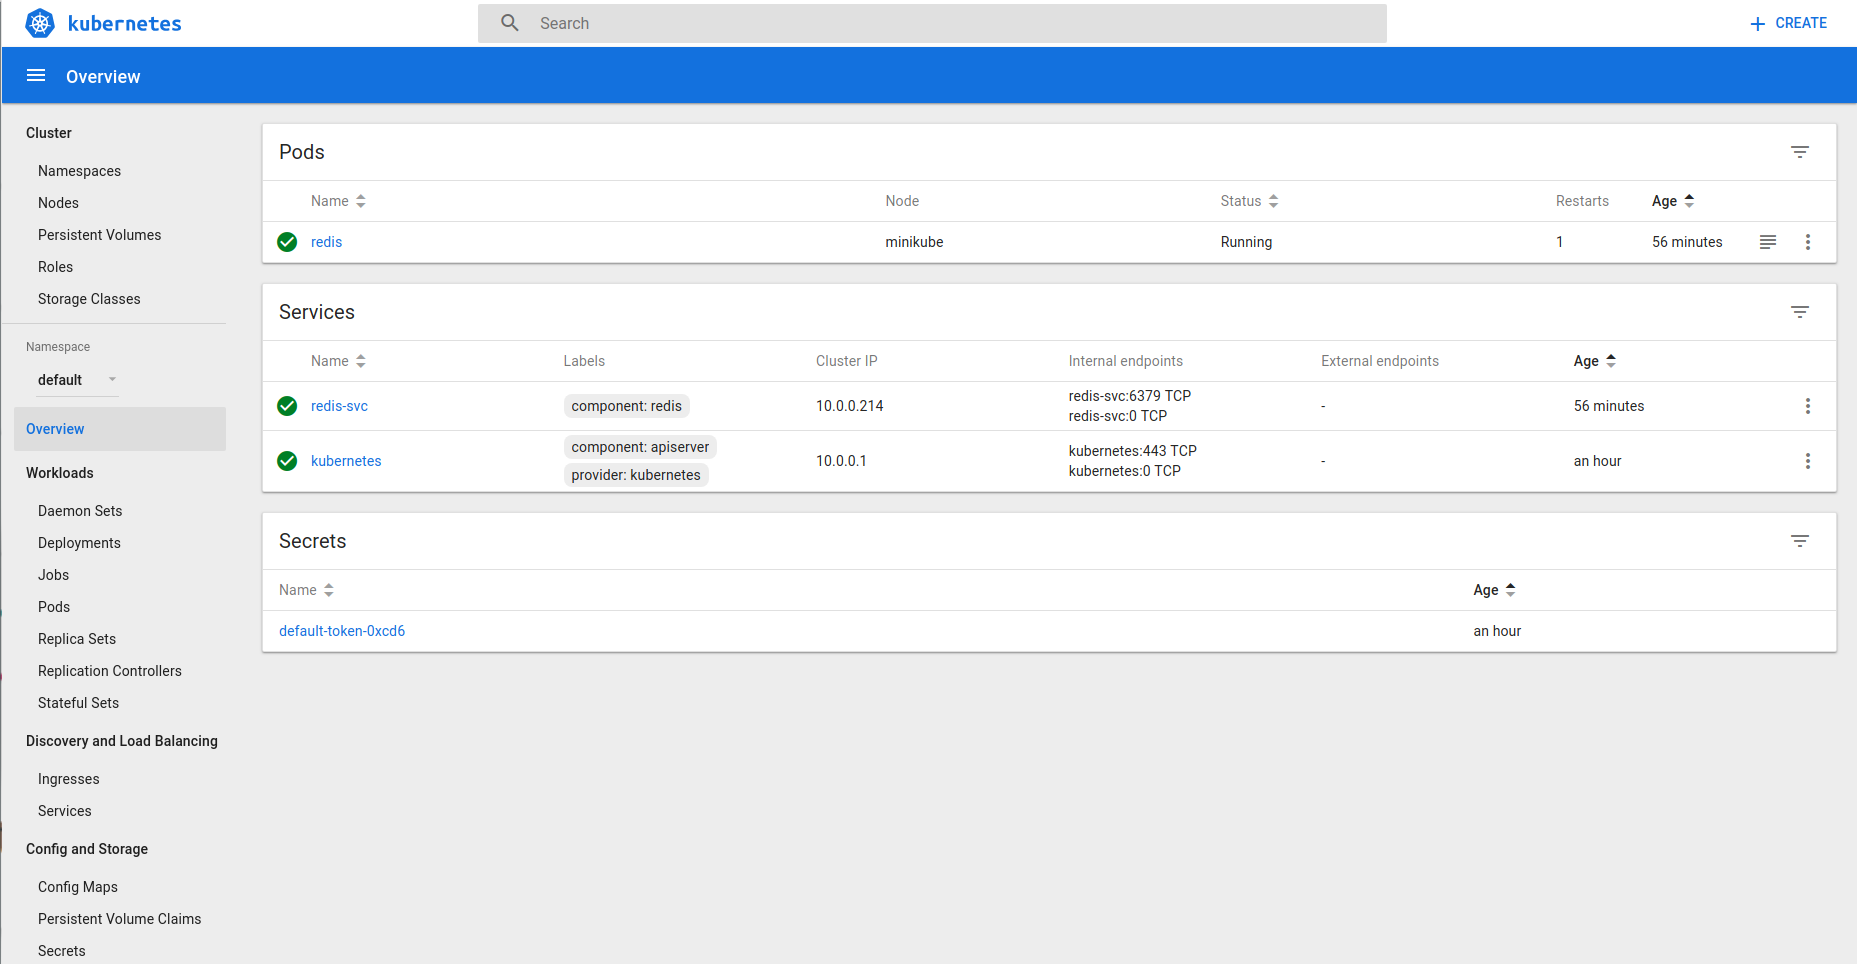 kubernetes
Search
CREATE
Overview
Cluster
Namespaces
Nodes
Persistent Volumes
Roles
Storage Classes
Namespace
default
Overview
Workloads
Daemon Sets
Deployments
Jobs
Pods
Replica Sets
Replication Controllers
Stateful Sets
Discovery and Load Balancing
Ingresses
Services
Config and Storage
Config Maps
Persistent Volume Claims
Secrets
Pods
Name Node Status Restarts Age
redis minikube Running 1 56 minutes
Services
Name Labels Cluster IP Internal endpoints External endpoints Age
redis-svc component: redis 10.0.0.214 redis-svc:6379 TCP - 56 minutes
redis-svc:0 TCP
kubernetes component: apiserver 10.0.0.1 kubernetes:443 TCP - an hour
provider: kubernetes kubernetes:0 TCP
Secrets
Name Age
default-token-0xcd6 an hour